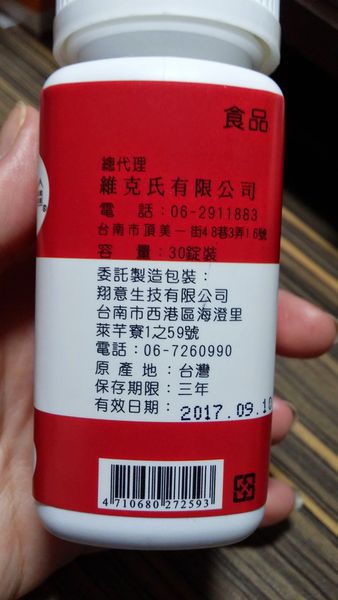 食品
總代理
維克氏有限公司
電　話：06-2911883
台南市頂美一街48巷3弄16號
容　量：30錠裝
委託製造包裝：
翔意生技有限公司
台南市西港區海澄里
萊芊寮1之59號
電話：06-7260990
原產地：台灣
保存期限：三年
有效日期：2017.09.10
4 710680 272593